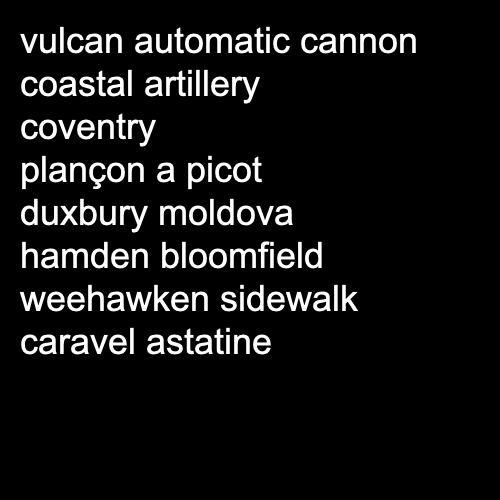 vulcan automatic cannon
coastal artillery
coventry
plançon a picot
duxbury moldova
hamden bloomfield
weehawken sidewalk
caravel astatine